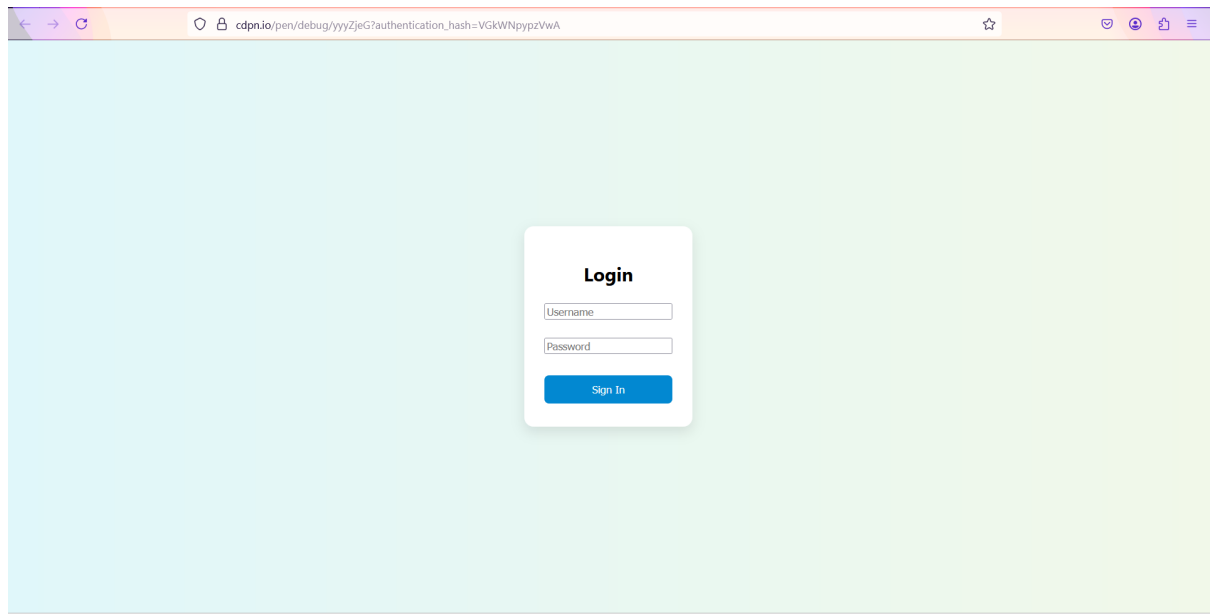 cdpn.io/pen/debug/yyyZjeG?authentication_hash=VGkWNpypzVwA
Login
Username
Password
Sign In